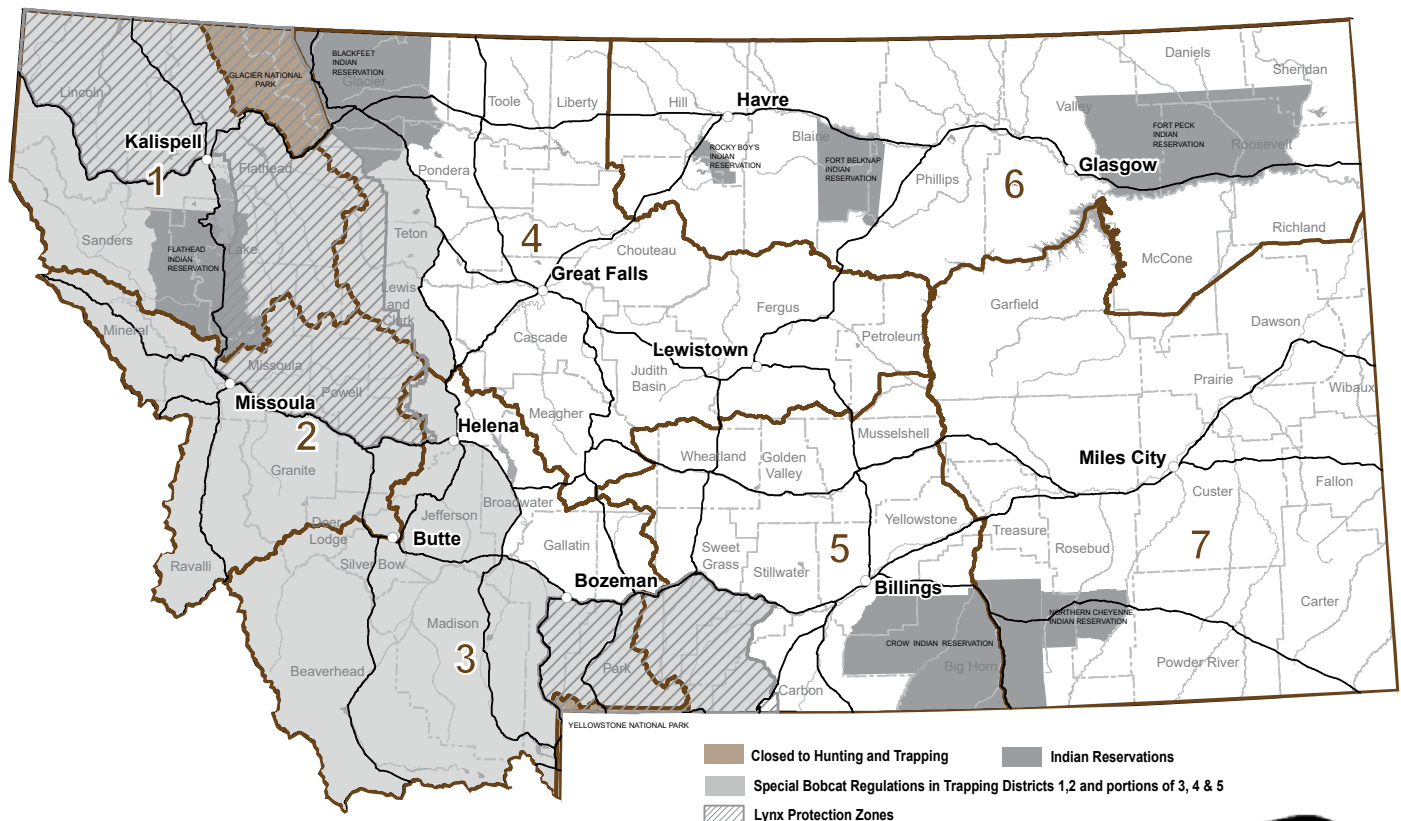 Daniels
Sheridan
BLACKFEET
INDIAN
RESERVATION
Glacier
GLACIER NATIONAL
PARK
Lincoln
Toole
Liberty
Hill
Havre
Valley
FORT PECK
INDIAN
RESERVATION
Roosevelt
Kalispell
1
Flathead
Pondera
ROCKY BOY'S
INDIAN
RESERVATION
Blaine
FORT BELKNAP
INDIAN
RESERVATION
Phillips
6
Glasgow
Sanders
FLATHEAD
INDIAN
RESERVATION
Lake
Teton
4
Chouteau
Richland
McCone
Great Falls
Lewis
and
Clark
Fergus
Garfield
Mineral
Cascade
Petroleum
Dawson
Lewistown
Judith
Basin
Prairie
Wibaux
Missoula
Powell
Missoula
2
Helena
Meagher
Musselshell
Granite
Wheatland
Golden
Valley
Miles City
Custer
Fallon
Broadwater
Jefferson
Deer
Lodge
Butte
Silver Bow
Ravalli
Gallatin
Sweet
Grass
Stillwater
5
Yellowstone
Treasure
Rosebud
7
Bozeman
Billings
Carter
Madison
3
Beaverhead
Park
Carbon
CROW INDIAN RESERVATION
Big Horn
NORTHERN CHEYENNE
INDIAN RESERVATION
Powder River
YELLOWSTONE NATIONAL PARK
Closed to Hunting and Trapping
Indian Reservations
Special Bobcat Regulations in Trapping Districts 1,2 and portions of 3, 4 & 5
Lynx Protection Zones